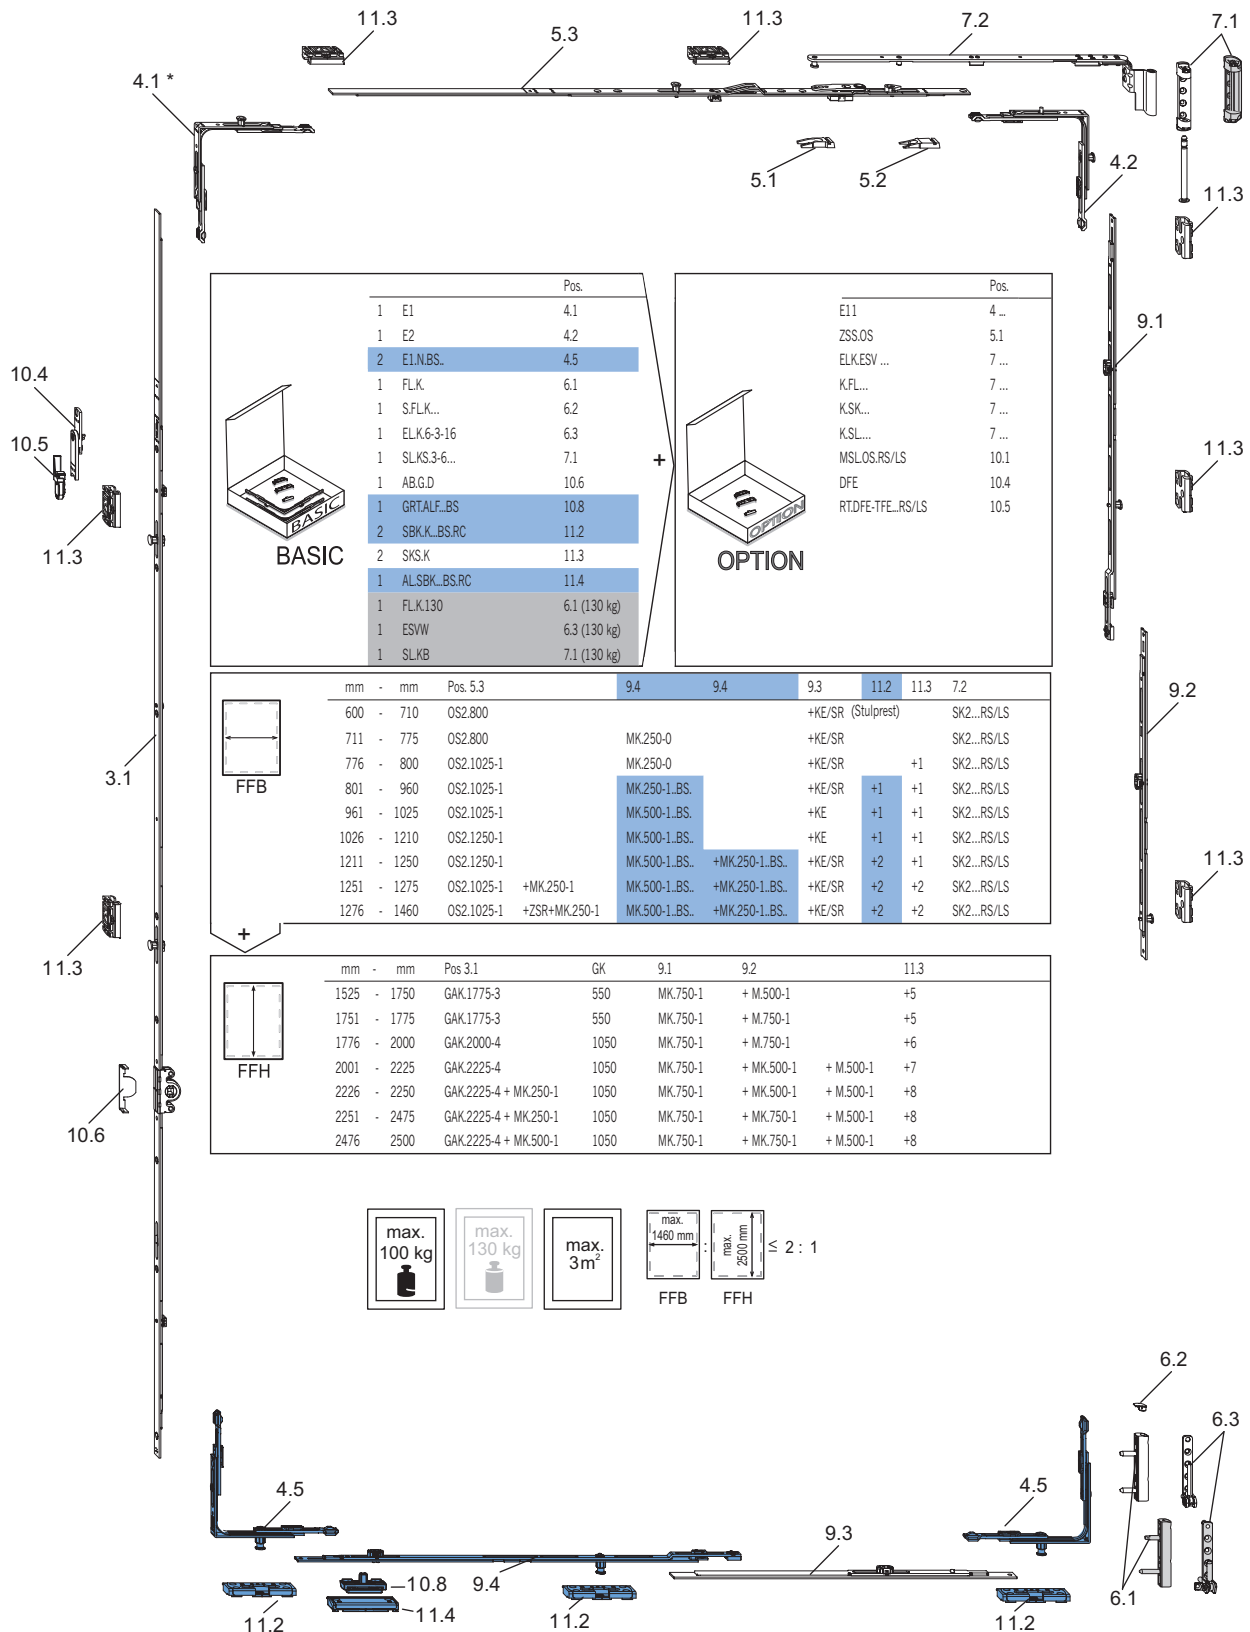 11.3
5.3
11.3
7.2
7.1
4.1 *
5.1
5.2
4.2
11.3
Pos.
1 E1 4.1
1 E2 4.2
2 E1.N.BS.. 4.5
1 FL.K. 6.1
1 S.FL.K... 6.2
1 EL.K.6-3-16 6.3
1 SL.KS.3-6... 7.1
1 AB.G.D 10.6
1 GRT.ALF...BS 10.8
2 SBK.K...BS.RC 11.2
2 SKS.K 11.3
1 AL.SBK...BS.RC 11.4
1 FL.K.130 6.1 (130 kg)
1 ESVW 6.3 (130 kg)
1 SL.KB 7.1 (130 kg)
BASIC
BASIC
+
Pos.
E11 4 ...
ZSS.OS 5.1
ELK.ESV ... 7 ...
K.FL... 7 ...
K.SK... 7 ...
K.SL.... 7 ...
MSL.OS.RS/LS 10.1
DFE 10.4
RT.DFE-TFE...RS/LS 10.5
OPTION
OPTION
9.1
10.4
10.5
11.3
11.3
3.1
9.2
mm - mm Pos. 5.3 9.4 9.4 9.3 11.2 11.3 7.2
600 - 710 OS2.800 +KE/SR (Stulprest) SK2...RS/LS
711 - 775 OS2.800 MK.250-0 +KE/SR SK2...RS/LS
776 - 800 OS2.1025-1 MK.250-0 +KE/SR +1 SK2...RS/LS
801 - 960 OS2.1025-1 MK.250-1..BS. +KE/SR +1 +1 SK2...RS/LS
961 - 1025 OS2.1025-1 MK.500-1..BS. +KE +1 +1 SK2...RS/LS
1026 - 1210 OS2.1250-1 MK.500-1..BS.. +KE +1 +1 SK2...RS/LS
1211 - 1250 OS2.1250-1 MK.500-1..BS.. +MK.250-1..BS.. +KE/SR +2 +1 SK2...RS/LS
1251 - 1275 OS2.1025-1 +MK.250-1 MK.500-1..BS.. +MK.250-1..BS.. +KE/SR +2 +2 SK2...RS/LS
1276 - 1460 OS2.1025-1 +ZSR+MK.250-1 MK.500-1..BS.. +MK.250-1..BS.. +KE/SR +2 +2 SK2...RS/LS
FFB
+
11.3
11.3
mm - mm Pos 3.1 GK 9.1 9.2 11.3
1525 - 1750 GAK.1775-3 550 MK.750-1 + M.500-1 +5
1751 - 1775 GAK.1775-3 550 MK.750-1 + M.750-1 +5
1776 - 2000 GAK.2000-4 1050 MK.750-1 + M.750-1 +6
2001 - 2225 GAK.2225-4 1050 MK.750-1 + MK.500-1 + M.500-1 +7
2226 - 2250 GAK.2225-4 + MK.250-1 1050 MK.750-1 + MK.500-1 + M.500-1 +8
2251 - 2475 GAK.2225-4 + MK.250-1 1050 MK.750-1 + MK.750-1 + M.500-1 +8
2476 2500 GAK.2225-4 + MK.500-1 1050 MK.750-1 + MK.750-1 + M.500-1 +8
FFH
10.6
max.
100 kg
max.
130 kg
max.
3m²
max.
1460 mm
:
max.
2500 mm
≤ 2 : 1
FFB
FFH
6.2
6.3
4.5
4.5
9.3
9.4
10.8
11.4
11.2
11.2
11.2
6.1